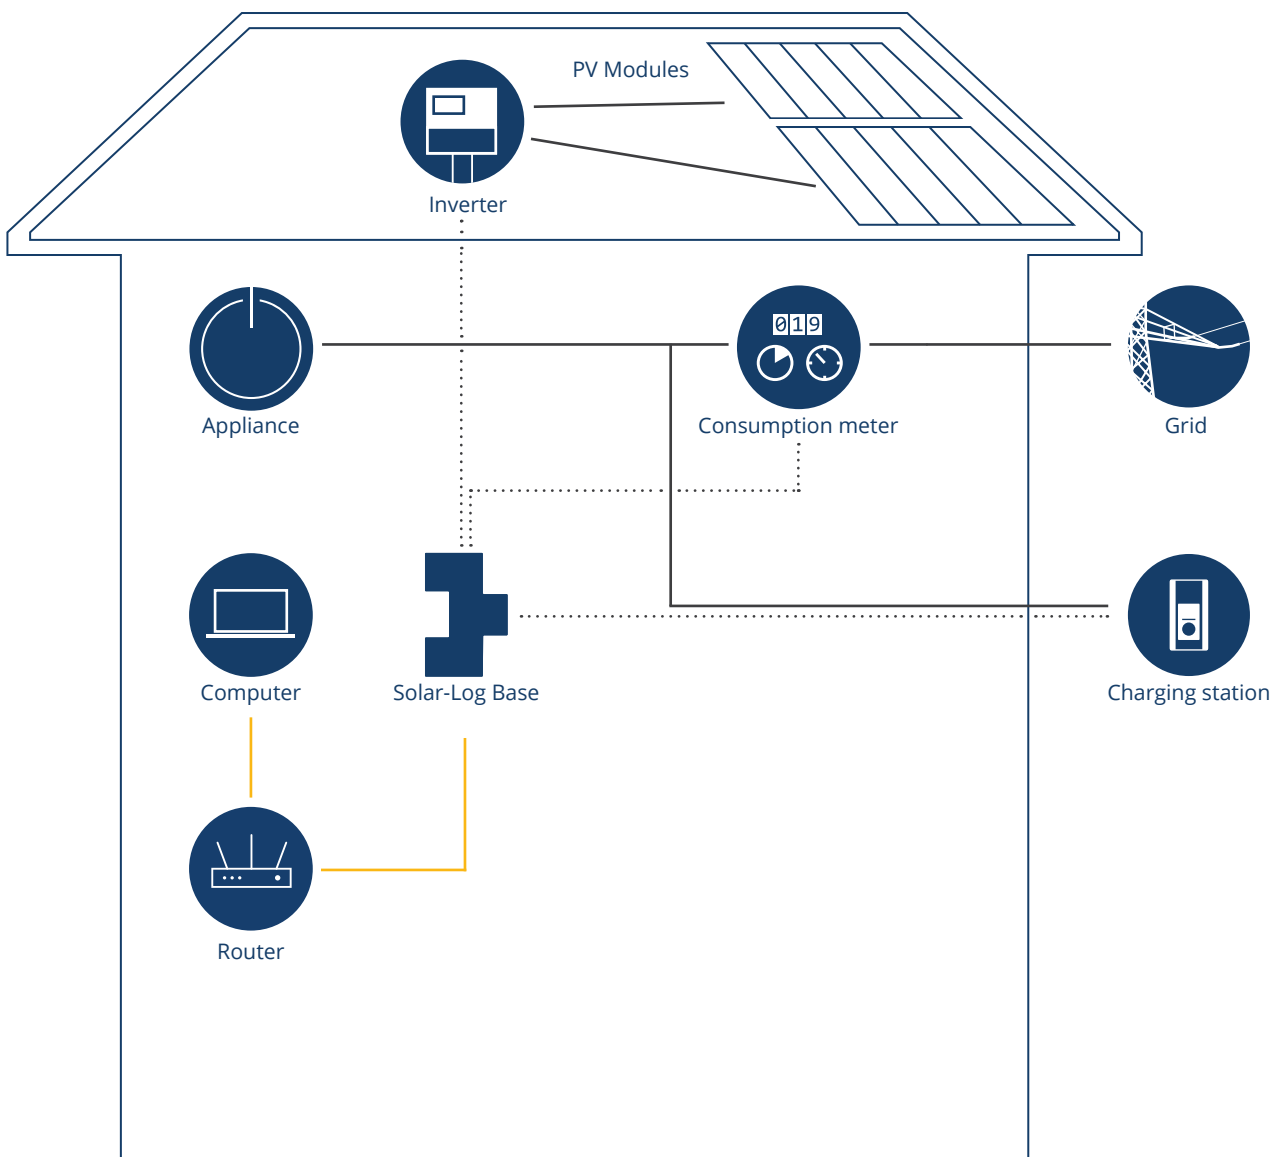 PV Modules
Inverter
019
Appliance
Consumption meter
Grid
Computer
Solar-Log Base
Charging station
Router